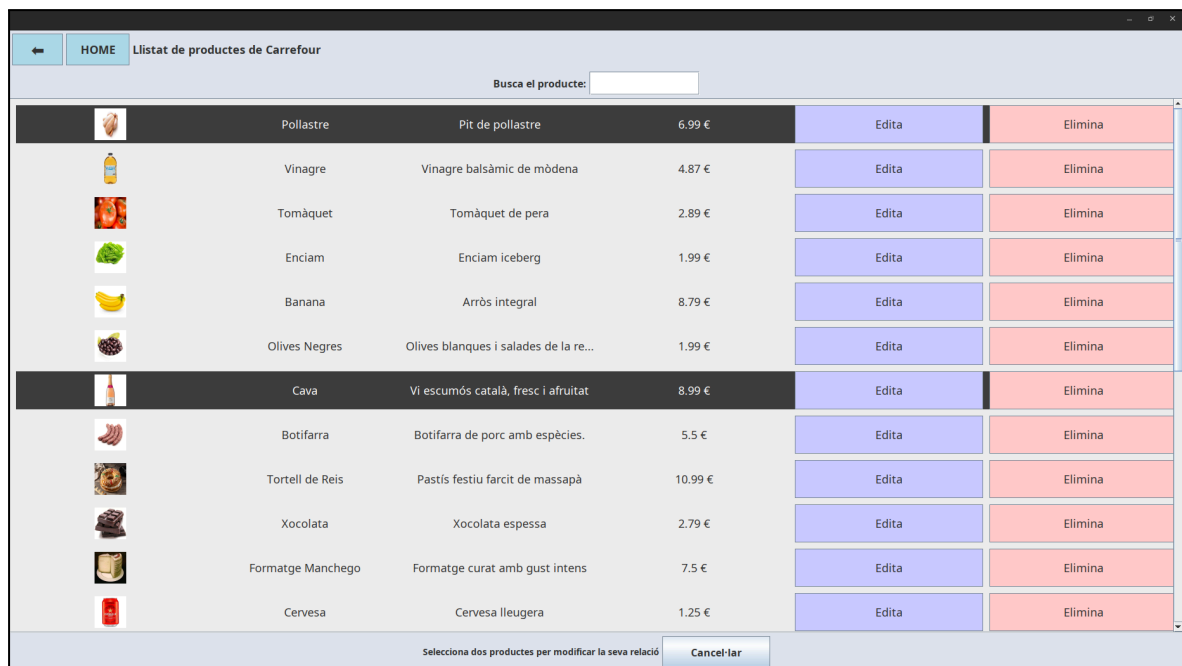 HOME Llistat de productes de Carrefour
Busca el producte:
Pollastre Pit de pollastre 6.99 € Edita Elimina
Vinagre Vinagre balsàmic de mòdena 4.87 € Edita Elimina
Tomàquet Tomàquet de pera 2.89 € Edita Elimina
Enciam Enciam iceberg 1.99 € Edita Elimina
Banana Arròs integral 8.79 € Edita Elimina
Olives Negres Olives blanques i salades de la re... 1.99 € Edita Elimina
Cava Vi escumós català, fresc i afruitat 8.99 € Edita Elimina
Botifarra Botifarra de porc amb espècies. 5.5 € Edita Elimina
Tortell de Reis Pastís festiu farcit de massapà 10.99 € Edita Elimina
Xocolata Xocolata espessa 2.79 € Edita Elimina
Formatge Manchego Formatge curat amb gust intens 7.5 € Edita Elimina
Cervesa Cervesa lleugera 1.25 € Edita Elimina
Selecciona dos productes per modificar la seva relació Cancel·lar